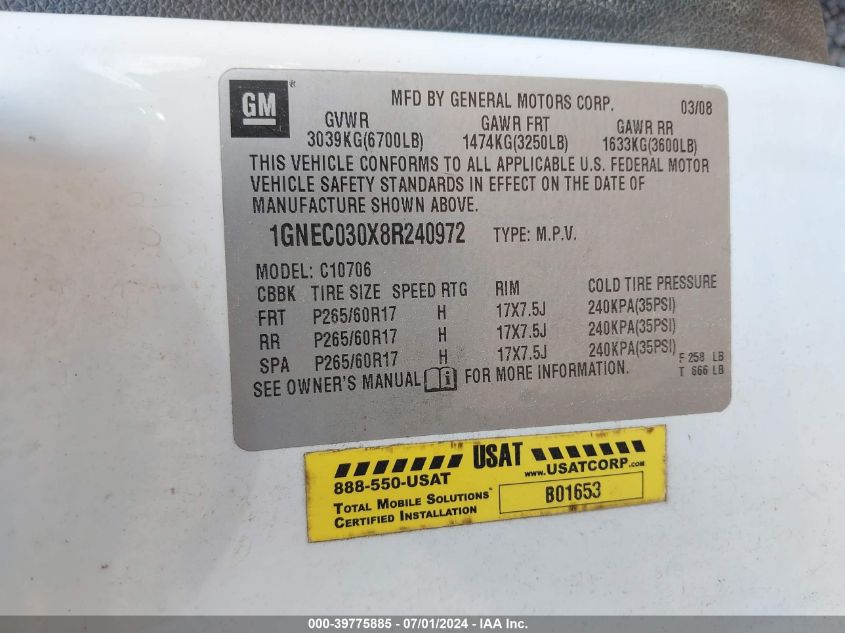 GM®
MFD BY GENERAL MOTORS CORP. 03/08
GVWR GAWR FRT GAWR RR
3039KG(6700LB) 1474KG(3250LB) 1633KG(3600LB)
THIS VEHICLE CONFORMS TO ALL APPLICABLE U.S. FEDERAL MOTOR
VEHICLE SAFETY STANDARDS IN EFFECT ON THE DATE OF
MANUFACTURE SHOWN ABOVE.
1GNEC030X8R240972 TYPE: M.P.V.
MODEL: C10706
CBBK TIRE SIZE SPEED RTG RIM COLD TIRE PRESSURE
FRT P265/60R17 H 17X7.5J 240KPA(35PSI)
RR P265/60R17 H 17X7.5J 240KPA(35PSI)
SPA P265/60R17 H 17X7.5J 240KPA(35PSI) F 258 LB
SEE OWNER'S MANUAL FOR MORE INFORMATION. T 666 LB
USAT
888-550-USAT www.USATCORP.com
TOTAL MOBILE SOLUTIONS B01653
CERTIFIED INSTALLATION
000-39775885 - 07/01/2024 - IAA Inc.